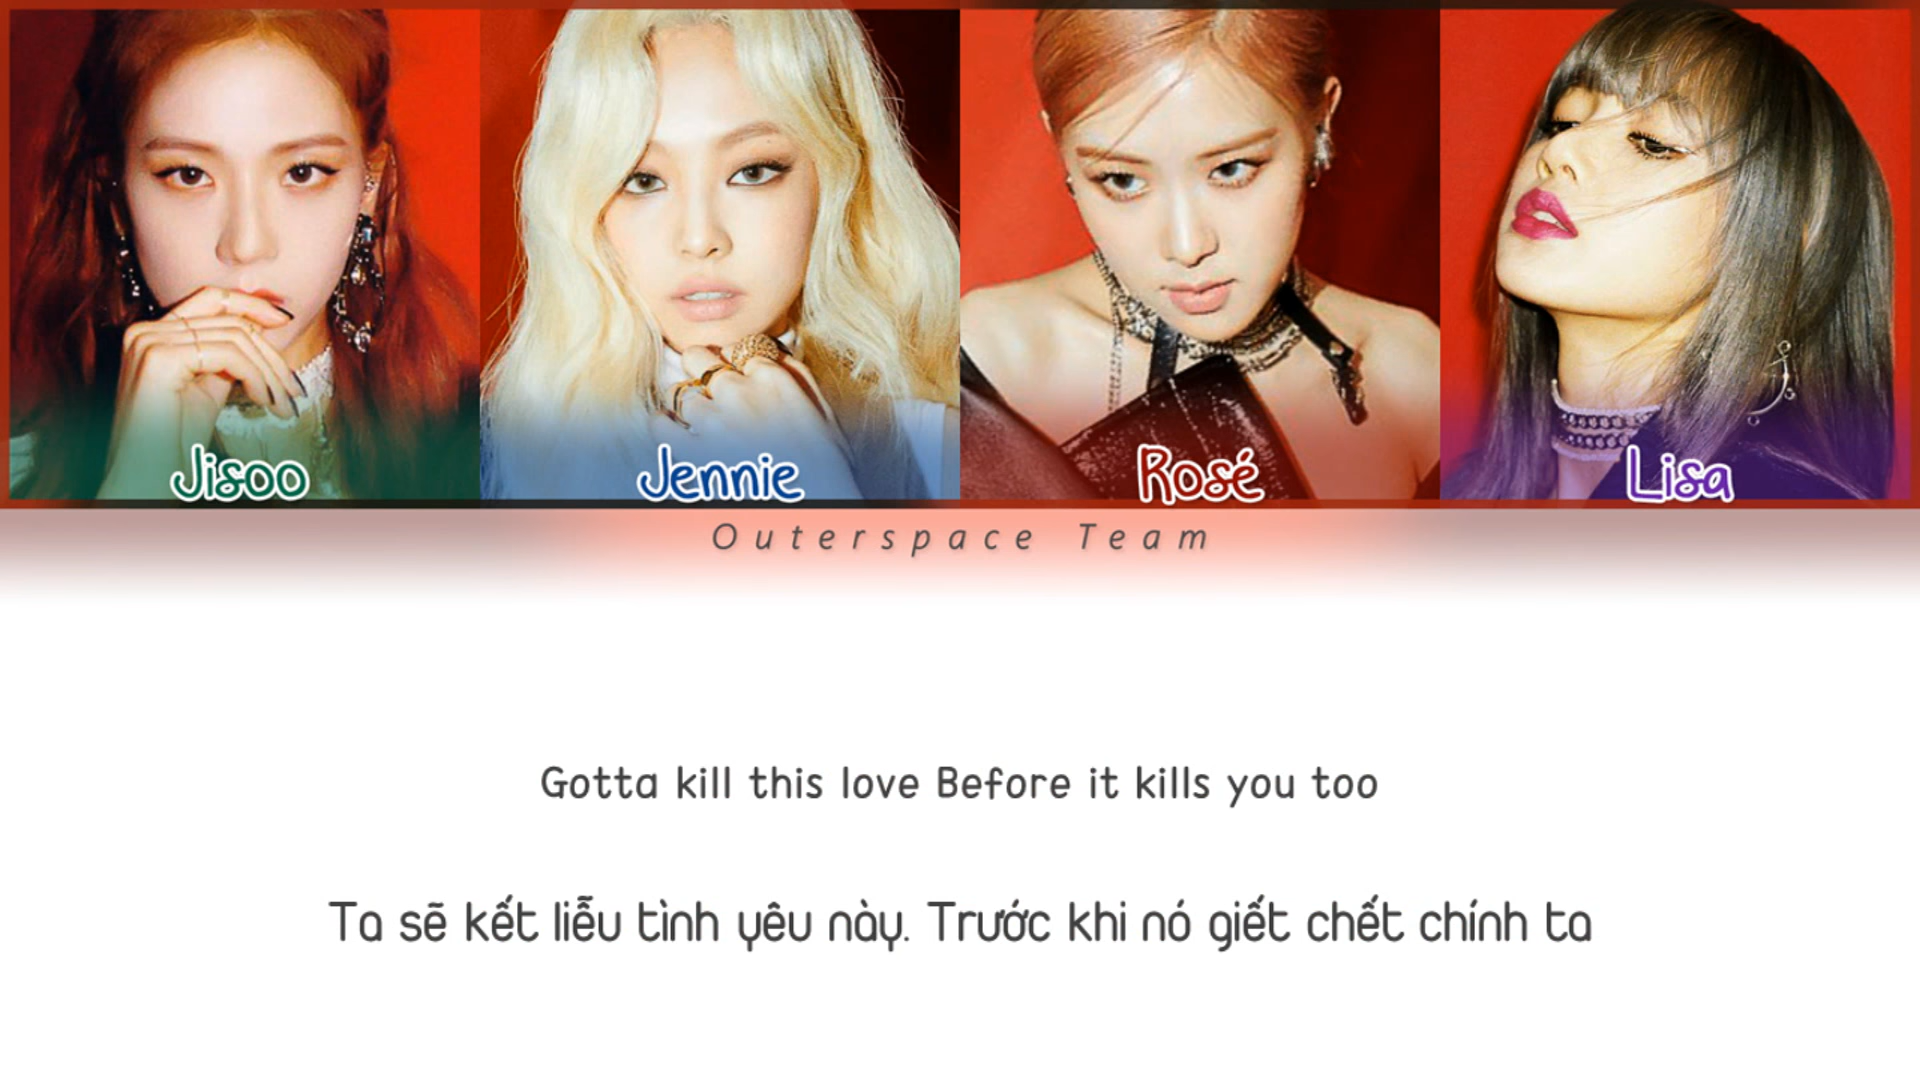 Jisoo
Jennie
Rosé
Lisa
Outerspace Team
Gotta kill this love Before it kills you too
Ta sẽ kết liễu tình yêu này. Trước khi nó giết chết chính ta